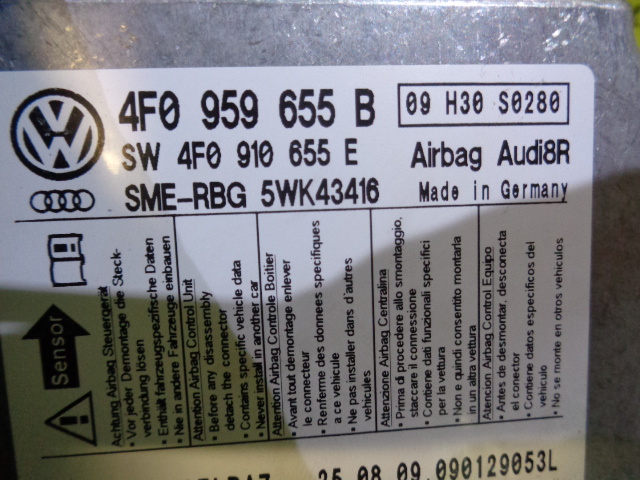 4F0 959 655 B
09 H30 S0280
SW 4F0 910 655 E
Airbag Audi8R
SME-RBG 5WK43416
Made in Germany
Sensor
Achtung Airbag Steuergerät
• Vor jeder Demontage die Steck-
verbindung lösen
• Enthält fahrzeugspezifische Daten
• Nie in andere Fahrzeuge einbauen
Attention Airbag Control Unit
• Before any disassembly
detach the connector
• Contains specific vehicle data
• Never install in another car
Attention Airbag Controle Boitier
• Avant tout demontage enlever
le connecteur
• Renferme des données specifiques
a ce vehicule
• Ne pas installer dans d'autres
vehicules
Attenzione Airbag Centralina
• Prima di procedere allo smontaggio,
staccare il connessione
• Contiene dati funzionali specifici
per la vettura
• Non e quindi consentito montarla
in un altra vettura
Atencion Airbag Control Equipo
• Antes de desmontar, desconecta
el conector
• Contiene datos especificos del
vehiculo
• No se monte en otros vehiculos
25.08.09 090129053L